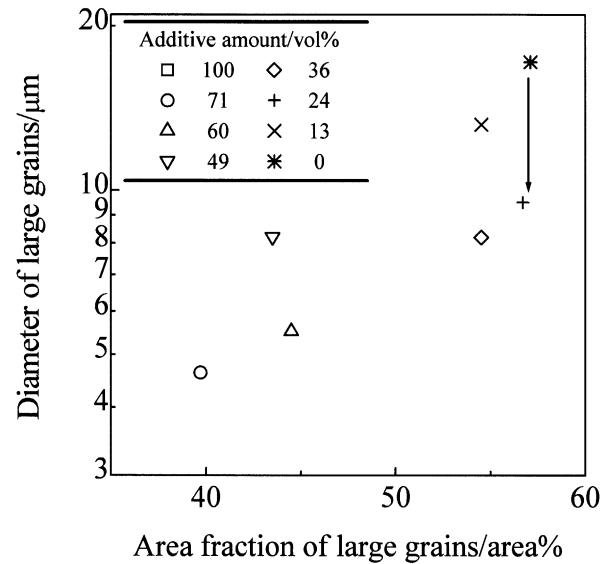 20
Additive amount/vol%
□ 100 ◇ 36
○ 71 + 24
△ 60 × 13
▽ 49 ✳ 0
10
9
8
7
6
5
4
3
40 50 60
Diameter of large grains/μm
Area fraction of large grains/area%